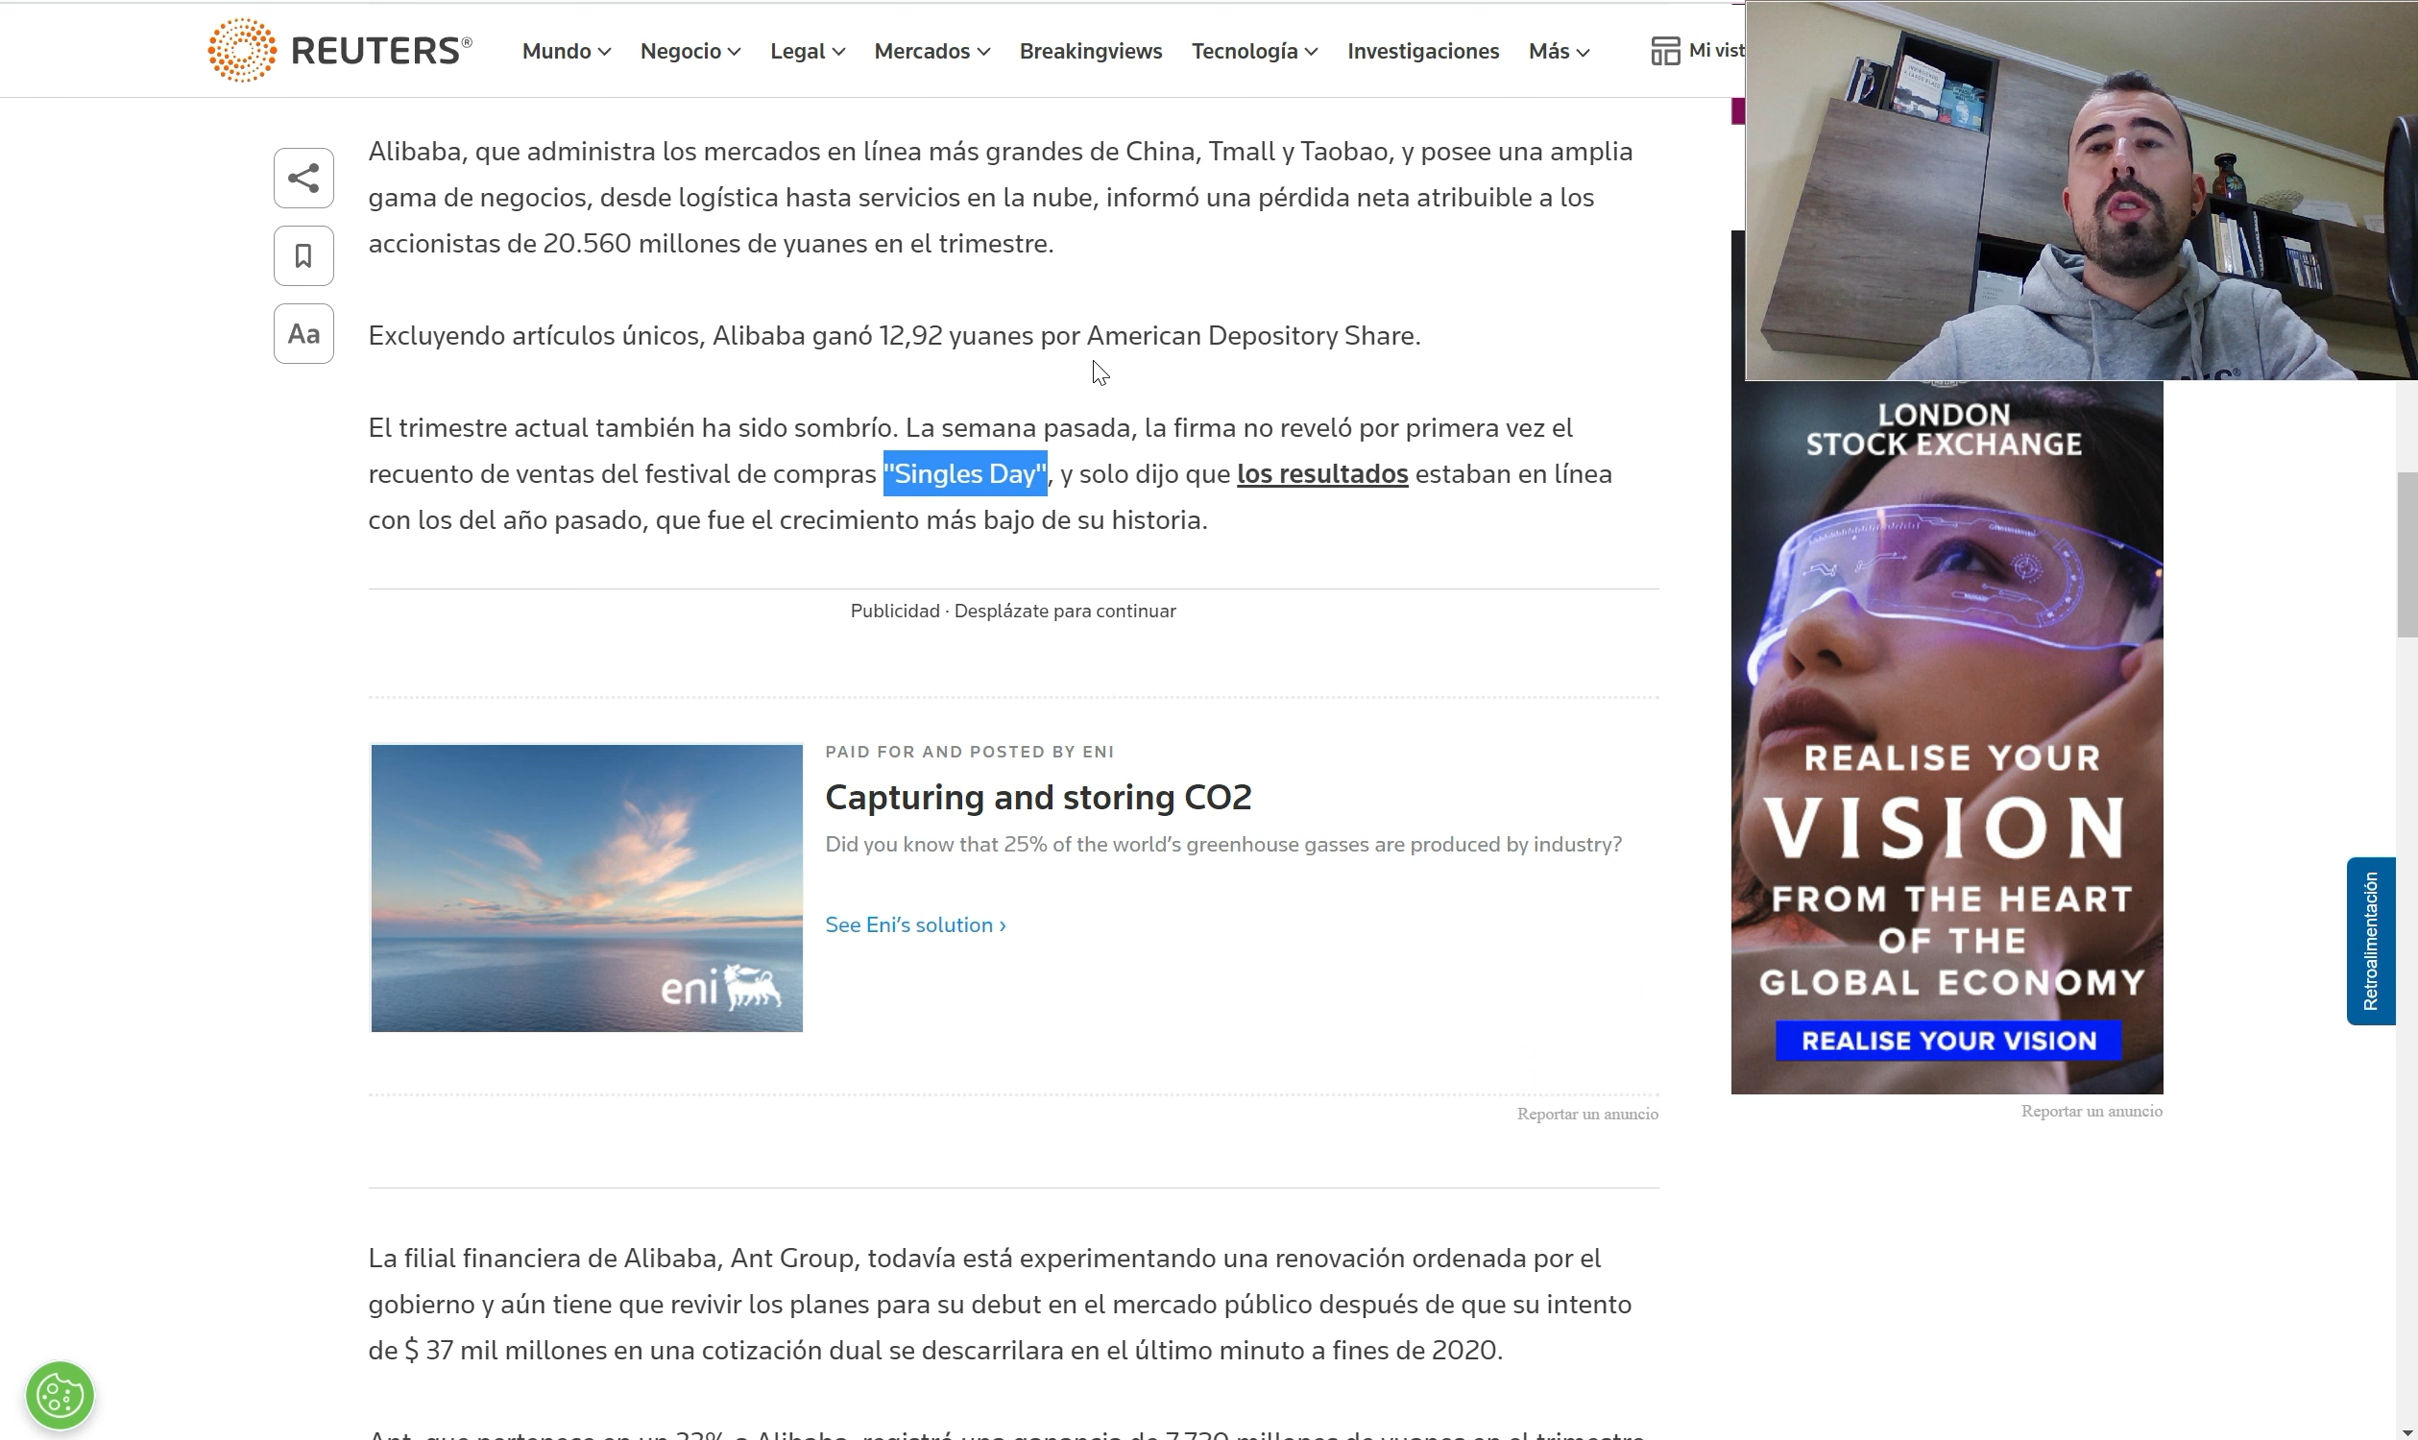 REUTERS®
Mundo
Negocio
Legal
Mercados
Breakingviews
Tecnología
Investigaciones
Más
Alibaba, que administra los mercados en línea más grandes de China, Tmall y Taobao, y posee una amplia
gama de negocios, desde logística hasta servicios en la nube, informó una pérdida neta atribuible a los
accionistas de 20.560 millones de yuanes en el trimestre.
Aa
Excluyendo artículos únicos, Alibaba ganó 12,92 yuanes por American Depository Share.
El trimestre actual también ha sido sombrío. La semana pasada, la firma no reveló por primera vez el
recuento de ventas del festival de compras "Singles Day", y solo dijo que los resultados estaban en línea
con los del año pasado, que fue el crecimiento más bajo de su historia.
Publicidad · Desplázate para continuar
PAID FOR AND POSTED BY ENI
Capturing and storing CO2
Did you know that 25% of the world's greenhouse gasses are produced by industry?
See Eni's solution ›
eni
Reportar un anuncio
La filial financiera de Alibaba, Ant Group, todavía está experimentando una renovación ordenada por el
gobierno y aún tiene que revivir los planes para su debut en el mercado público después de que su intento
de $ 37 mil millones en una cotización dual se descarrilara en el último minuto a fines de 2020.
LONDON
STOCK EXCHANGE
REALISE YOUR
VISION
FROM THE HEART
OF THE
GLOBAL ECONOMY
REALISE YOUR VISION
Reportar un anuncio
Retroalimentación